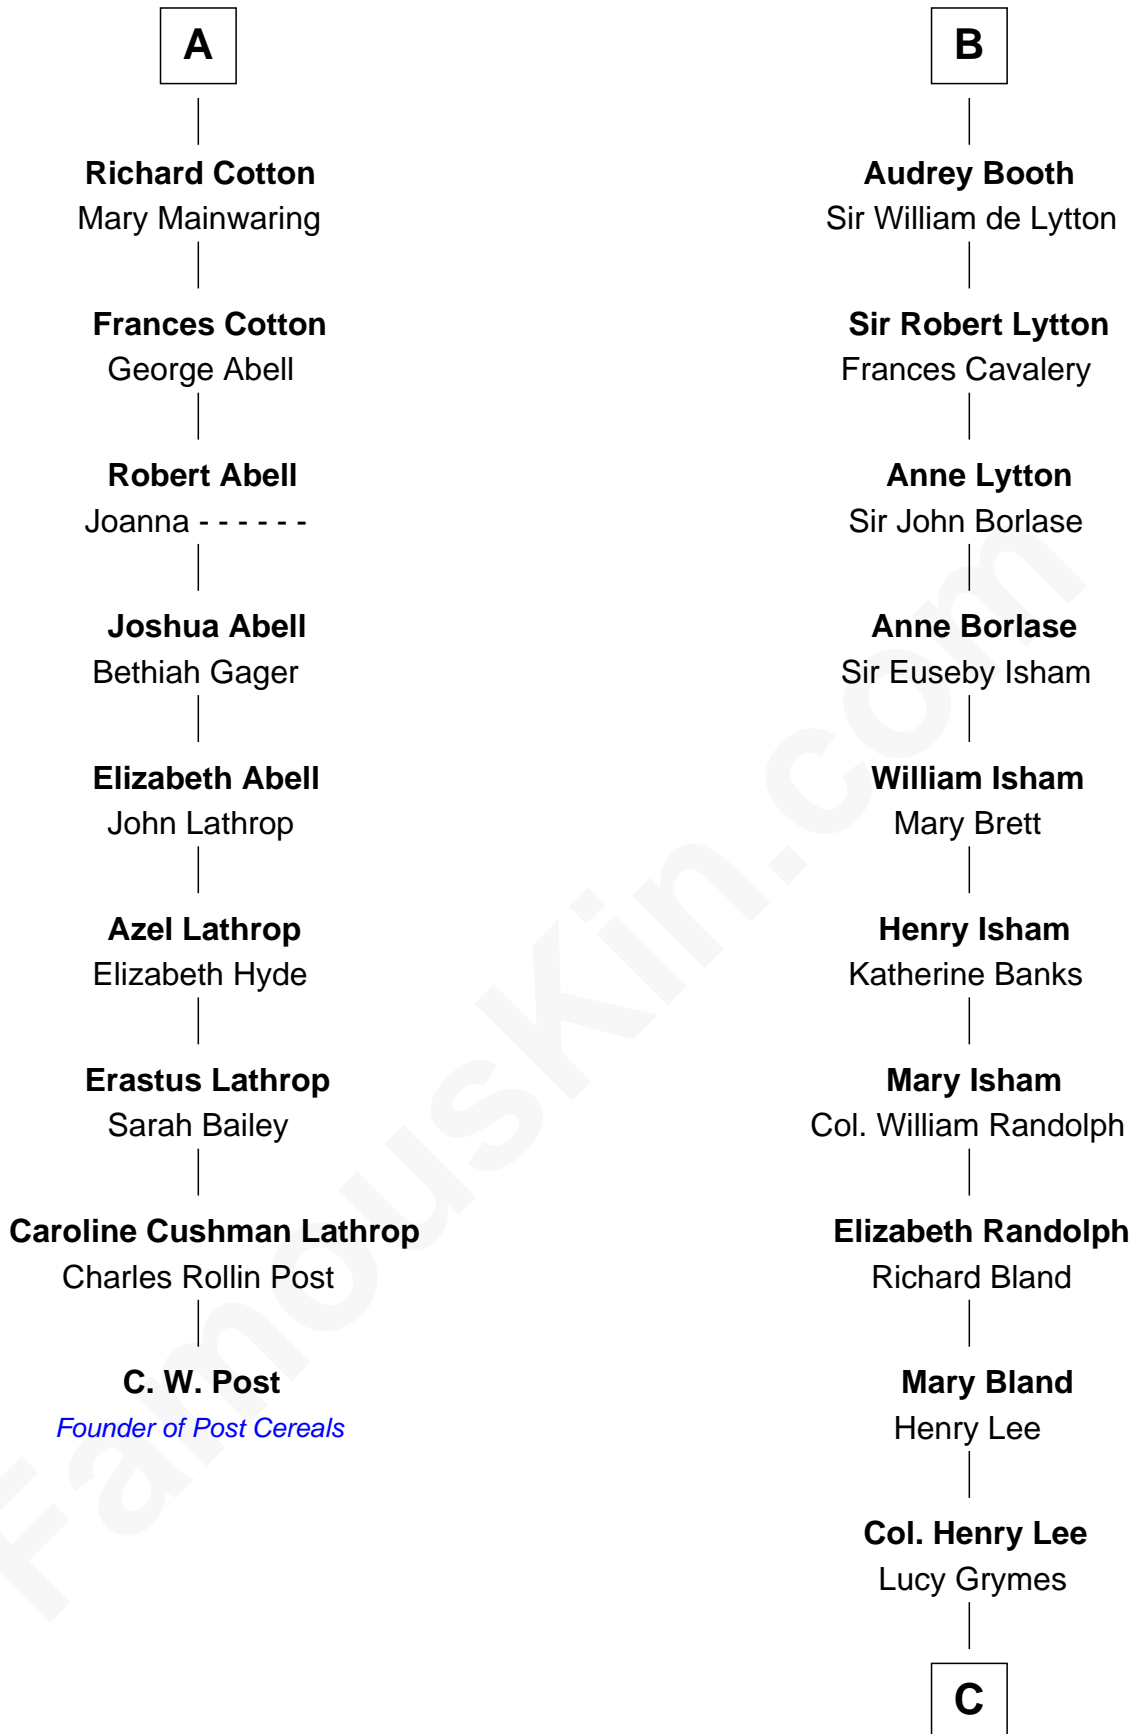 A
Richard Cotton
Mary Mainwaring
Frances Cotton
George Abell
Robert Abell
Joanna - - - - - -
Joshua Abell
Bethiah Gager
Elizabeth Abell
John Lathrop
Azel Lathrop
Elizabeth Hyde
Erastus Lathrop
Sarah Bailey
Caroline Cushman Lathrop
Charles Rollin Post
C. W. Post
Founder of Post Cereals
B
Audrey Booth
Sir William de Lytton
Sir Robert Lytton
Frances Cavalery
Anne Lytton
Sir John Borlase
Anne Borlase
Sir Euseby Isham
William Isham
Mary Brett
Henry Isham
Katherine Banks
Mary Isham
Col. William Randolph
Elizabeth Randolph
Richard Bland
Mary Bland
Henry Lee
Col. Henry Lee
Lucy Grymes
C
FamousKin.com